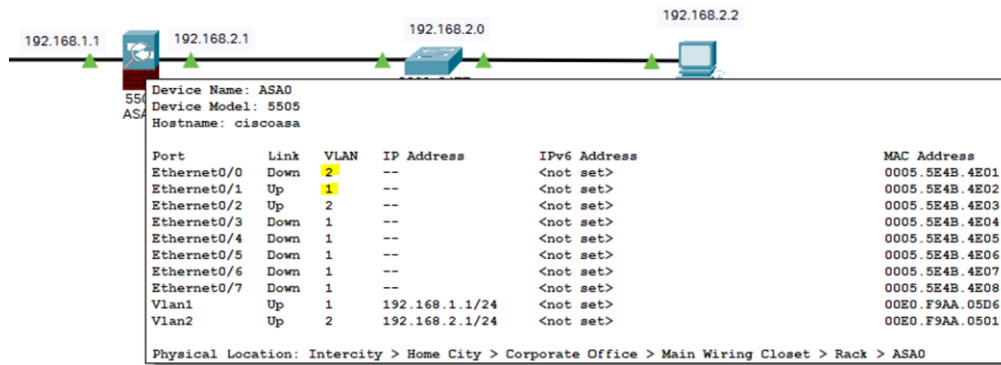 192.168.2.2
192.168.2.0
192.168.1.1
192.168.2.1
Device Name: ASA0
Device Model: 5505
Hostname: ciscoasa
Port Link VLAN IP Address IPv6 Address MAC Address
Ethernet0/0 Down 2 -- <not set> 0005.5E4B.4E01
Ethernet0/1 Up 1 -- <not set> 0005.5E4B.4E02
Ethernet0/2 Up 2 -- <not set> 0005.5E4B.4E03
Ethernet0/3 Down 1 -- <not set> 0005.5E4B.4E04
Ethernet0/4 Down 1 -- <not set> 0005.5E4B.4E05
Ethernet0/5 Down 1 -- <not set> 0005.5E4B.4E06
Ethernet0/6 Down 1 -- <not set> 0005.5E4B.4E07
Ethernet0/7 Down 1 -- <not set> 0005.5E4B.4E08
Vlan1 Up 1 192.168.1.1/24 <not set> 00E0.F9AA.05D6
Vlan2 Up 2 192.168.2.1/24 <not set> 00E0.F9AA.0501
Physical Location: Intercity > Home City > Corporate Office > Main Wiring Closet > Rack > ASA0